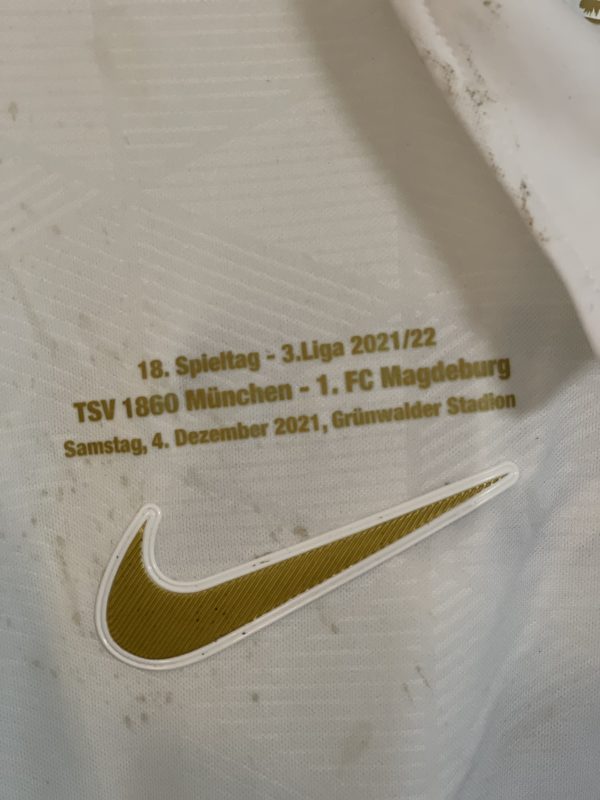 18. Spieltag - 3.Liga 2021/22
TSV 1860 München - 1. FC Magdeburg
Samstag, 4. Dezember 2021, Grünwalder Stadion